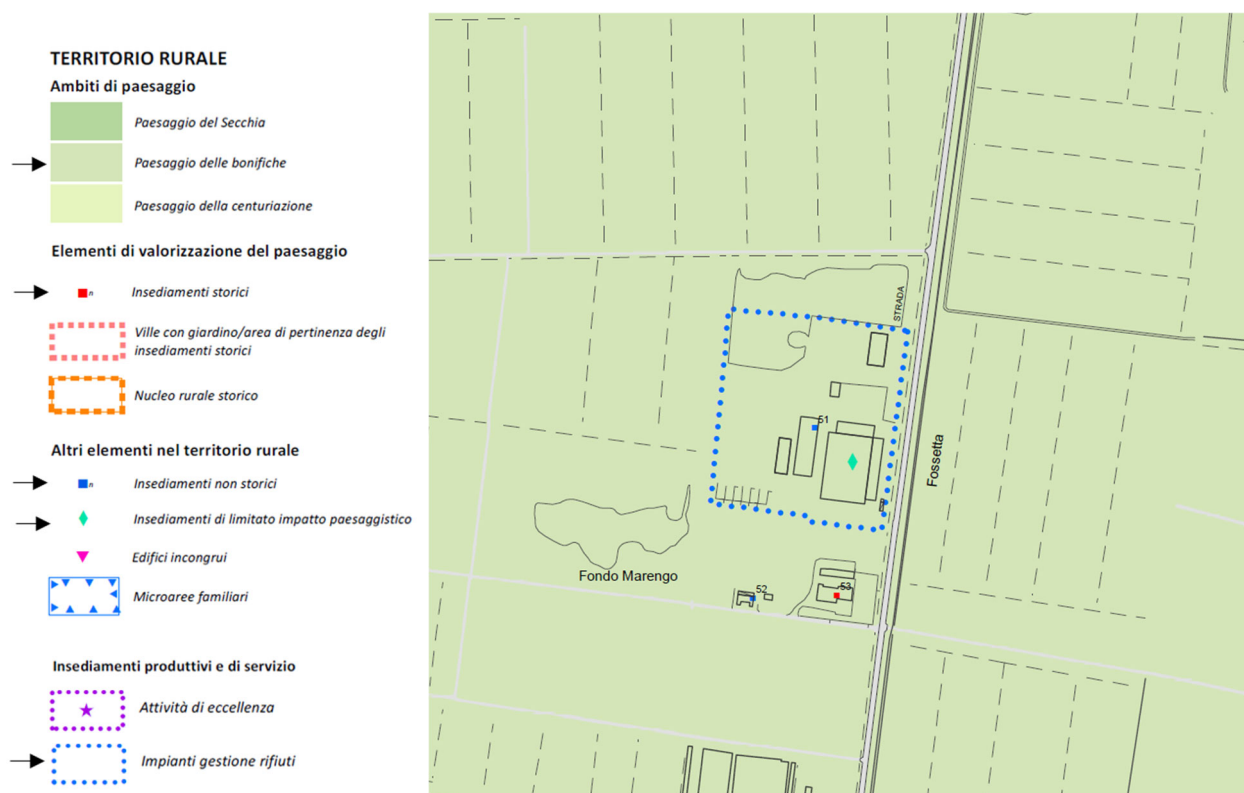 TERRITORIO RURALE
Ambiti di paesaggio
Paesaggio del Secchia
Paesaggio delle bonifiche
Paesaggio della centuriazione
Elementi di valorizzazione del paesaggio
n
Insediamenti storici
Ville con giardino/area di pertinenza degli
insediamenti storici
Nucleo rurale storico
Altri elementi nel territorio rurale
n
Insediamenti non storici
Insediamenti di limitato impatto paesaggistico
Edifici incongrui
Microaree familiari
Insediamenti produttivi e di servizio
Attività di eccellenza
Impianti gestione rifiuti
STRADA
51
Fossetta
Fondo Marengo
52
53